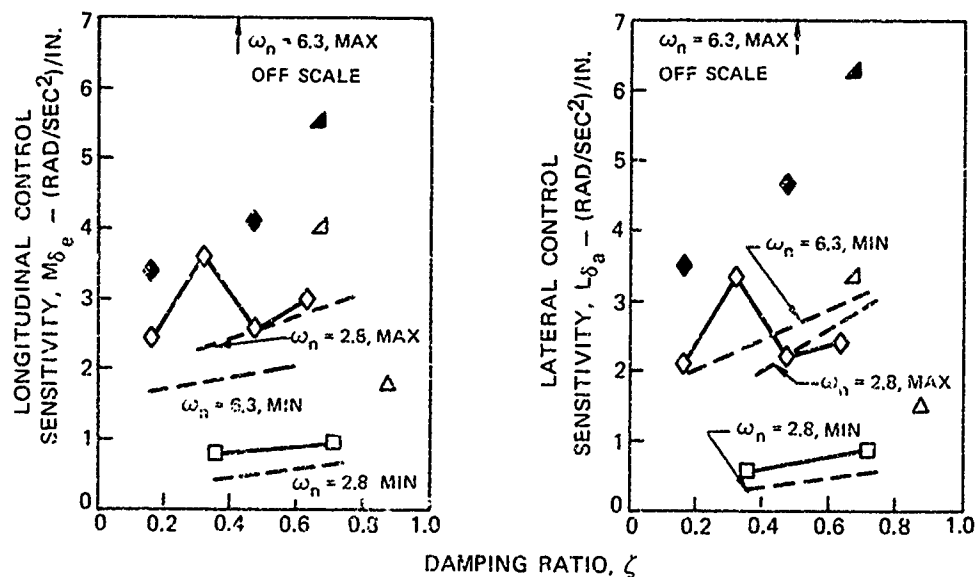 LONGITUDINAL CONTROL
SENSITIVITY, Mδe – (RAD/SEC²)/IN.
7
6
5
4
3
2
1
0
ωn = 6.3, MAX
OFF SCALE
ωn = 2.8, MAX
ωn = 6.3, MIN
ωn = 2.8 MIN
0 0.2 0.4 0.6 0.8 1.0
LATERAL CONTROL
SENSITIVITY, Lδa – (RAD/SEC²)/IN.
7
6
5
4
3
2
1
0
ωn = 6.3, MAX
OFF SCALE
ωn = 6.3, MIN
ωn = 2.8, MAX
ωn = 2.8, MIN
0 0.2 0.4 0.6 0.8 1.0
DAMPING RATIO, ζ